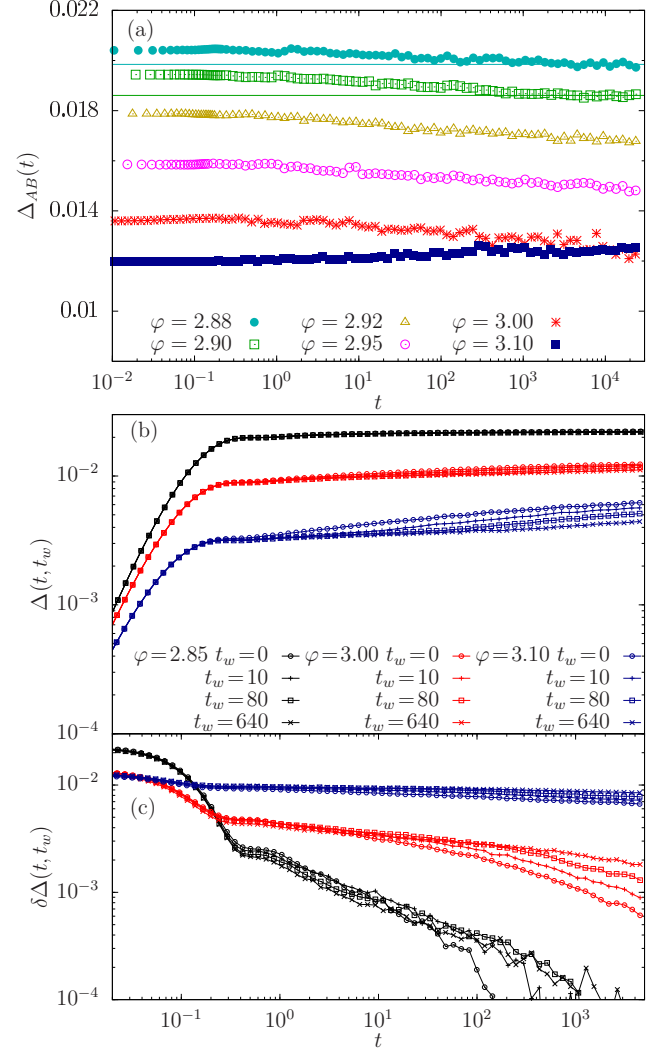 0.022
(a)
0.018
0.014
0.01
Δ_{AB}(t)
φ = 2.88 φ = 2.92 φ = 3.00
φ = 2.90 φ = 2.95 φ = 3.10
10^{-2} 10^{-1} 10^{0} 10^{1} 10^{2} 10^{3} 10^{4}
t
(b)
10^{-2}
10^{-3}
10^{-4}
Δ(t, t_w)
φ=2.85 t_w=0 φ=3.00 t_w=0 φ=3.10 t_w=0
t_w=10 t_w=10 t_w=10
t_w=80 t_w=80 t_w=80
t_w=640 t_w=640 t_w=640
10^{-2}
(c)
10^{-3}
10^{-4}
δΔ(t, t_w)
10^{-1} 10^{0} 10^{1} 10^{2} 10^{3}
t